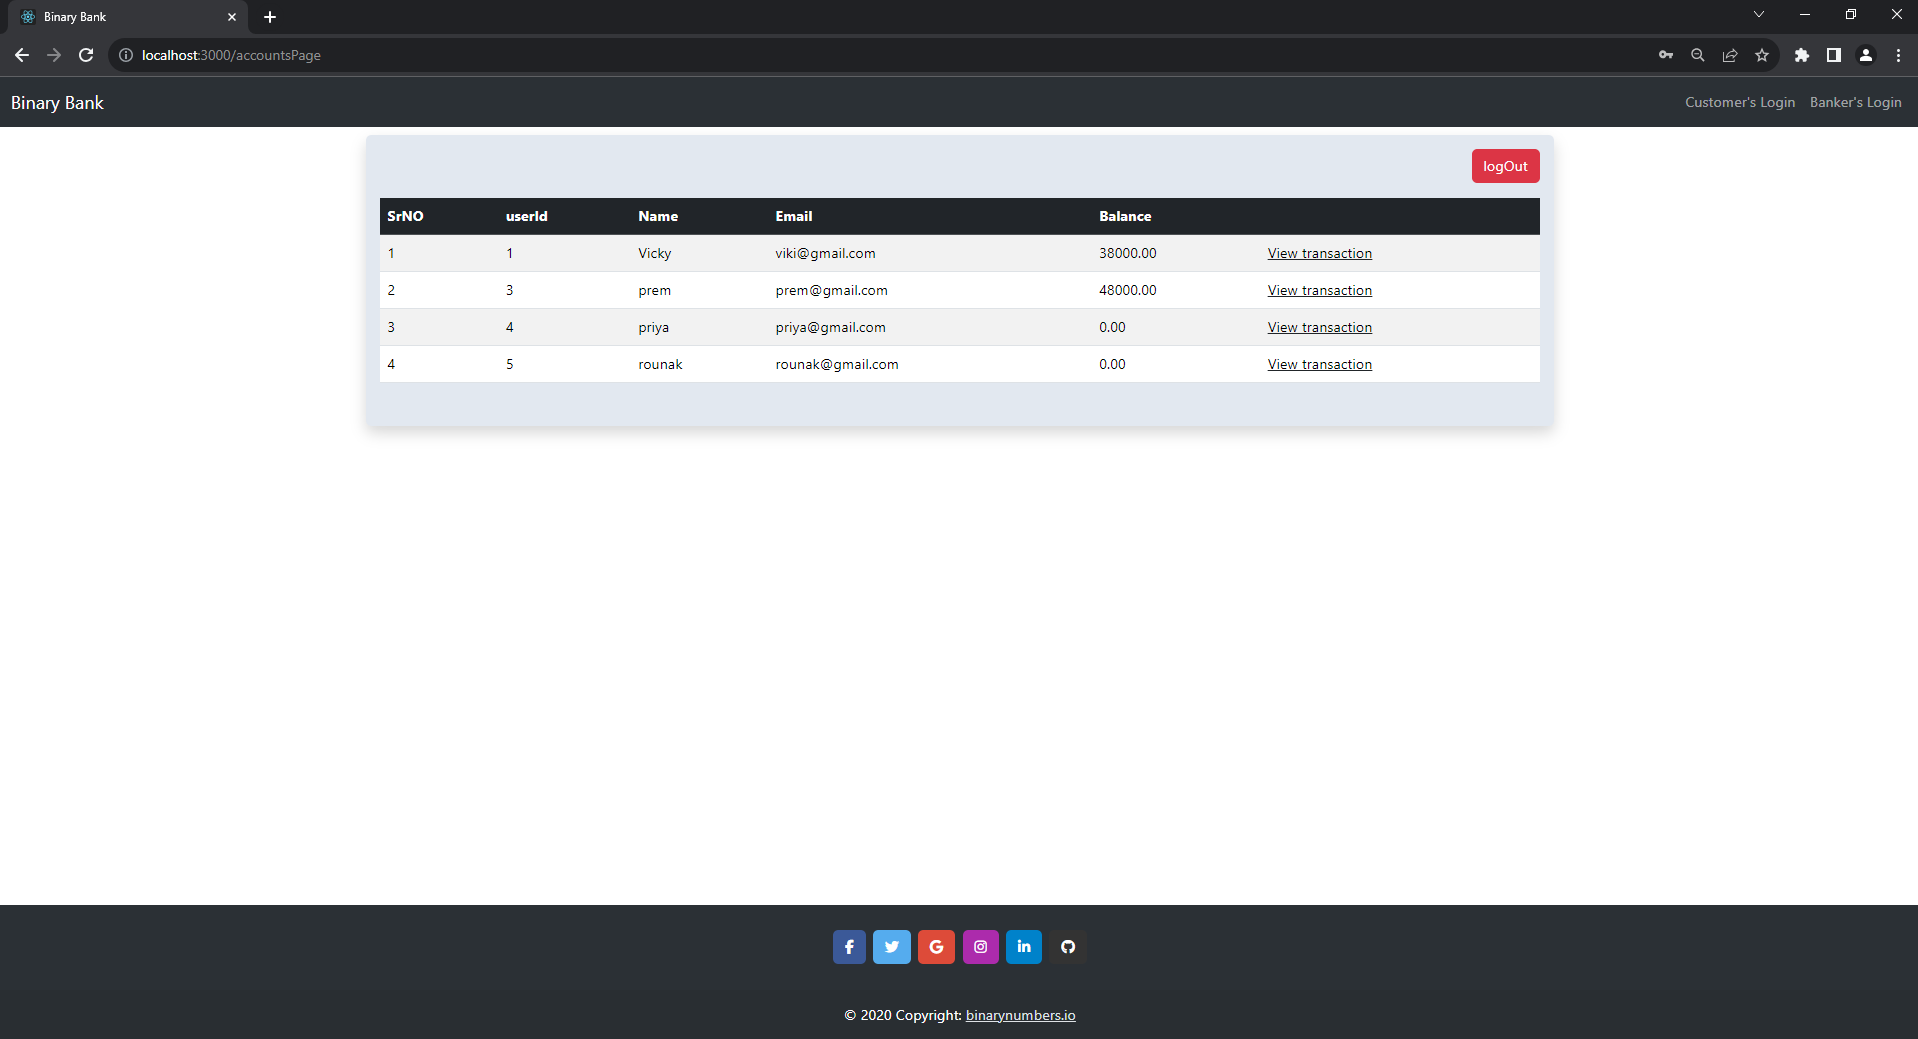 Binary Bank
localhost:3000/accountsPage
Binary Bank Customer's Login Banker's Login
logOut
SrNO userId Name Email Balance
1 1 Vicky viki@gmail.com 38000.00 View transaction
2 3 prem prem@gmail.com 48000.00 View transaction
3 4 priya priya@gmail.com 0.00 View transaction
4 5 rounak rounak@gmail.com 0.00 View transaction
© 2020 Copyright: binarynumbers.io